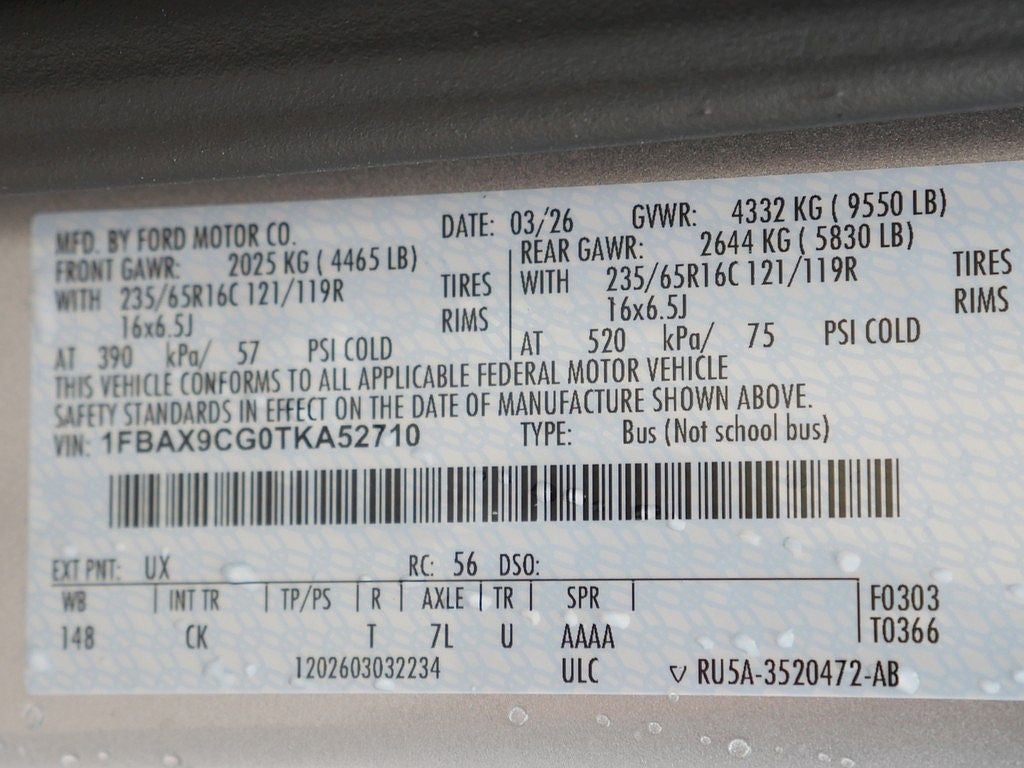 MFD. BY FORD MOTOR CO. DATE: 03/26 GVWR: 4332 KG ( 9550 LB)
FRONT GAWR: 2025 KG ( 4465 LB) REAR GAWR: 2644 KG ( 5830 LB)
WITH 235/65R16C 121/119R TIRES WITH 235/65R16C 121/119R TIRES
16x6.5J RIMS 16x6.5J RIMS
AT 390 kPa/ 57 PSI COLD AT 520 kPa/ 75 PSI COLD
THIS VEHICLE CONFORMS TO ALL APPLICABLE FEDERAL MOTOR VEHICLE
SAFETY STANDARDS IN EFFECT ON THE DATE OF MANUFACTURE SHOWN ABOVE.
VIN: 1FBAX9CG0TKA52710 TYPE: Bus (Not school bus)
EXT PNT: UX RC: 56 DSO:
WB INT TR TP/PS R AXLE TR SPR F0303
148 CK T 7L U AAAA T0366
1202603032234 ULC RU5A-3520472-AB